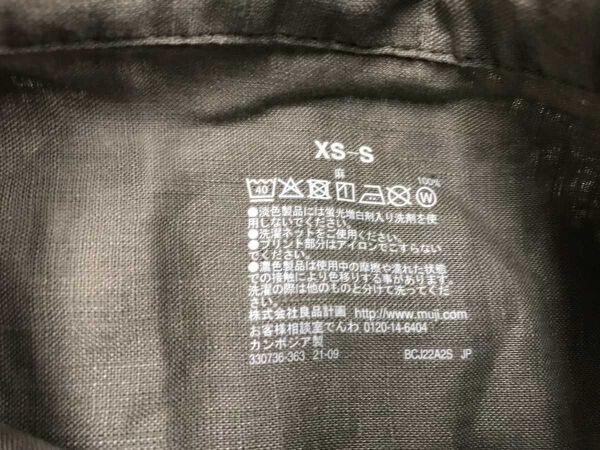 XS-S
麻 100%
40 W
●淡色製品には蛍光増白剤入り洗剤を使
用しないでください。
●洗濯ネットをご使用ください。
●プリント部分はアイロンでこすらない
でください。
●濃色製品は使用中の摩擦や濡れた状態
での接触により色移りする事があります。
洗濯の際は他のものと分けて洗ってくだ
さい。
株式会社良品計画 http://www.muji.com
お客様相談室でんわ 0120-14-6404
カンボジア製
330736-363 21-09 BCJ22A2S JP